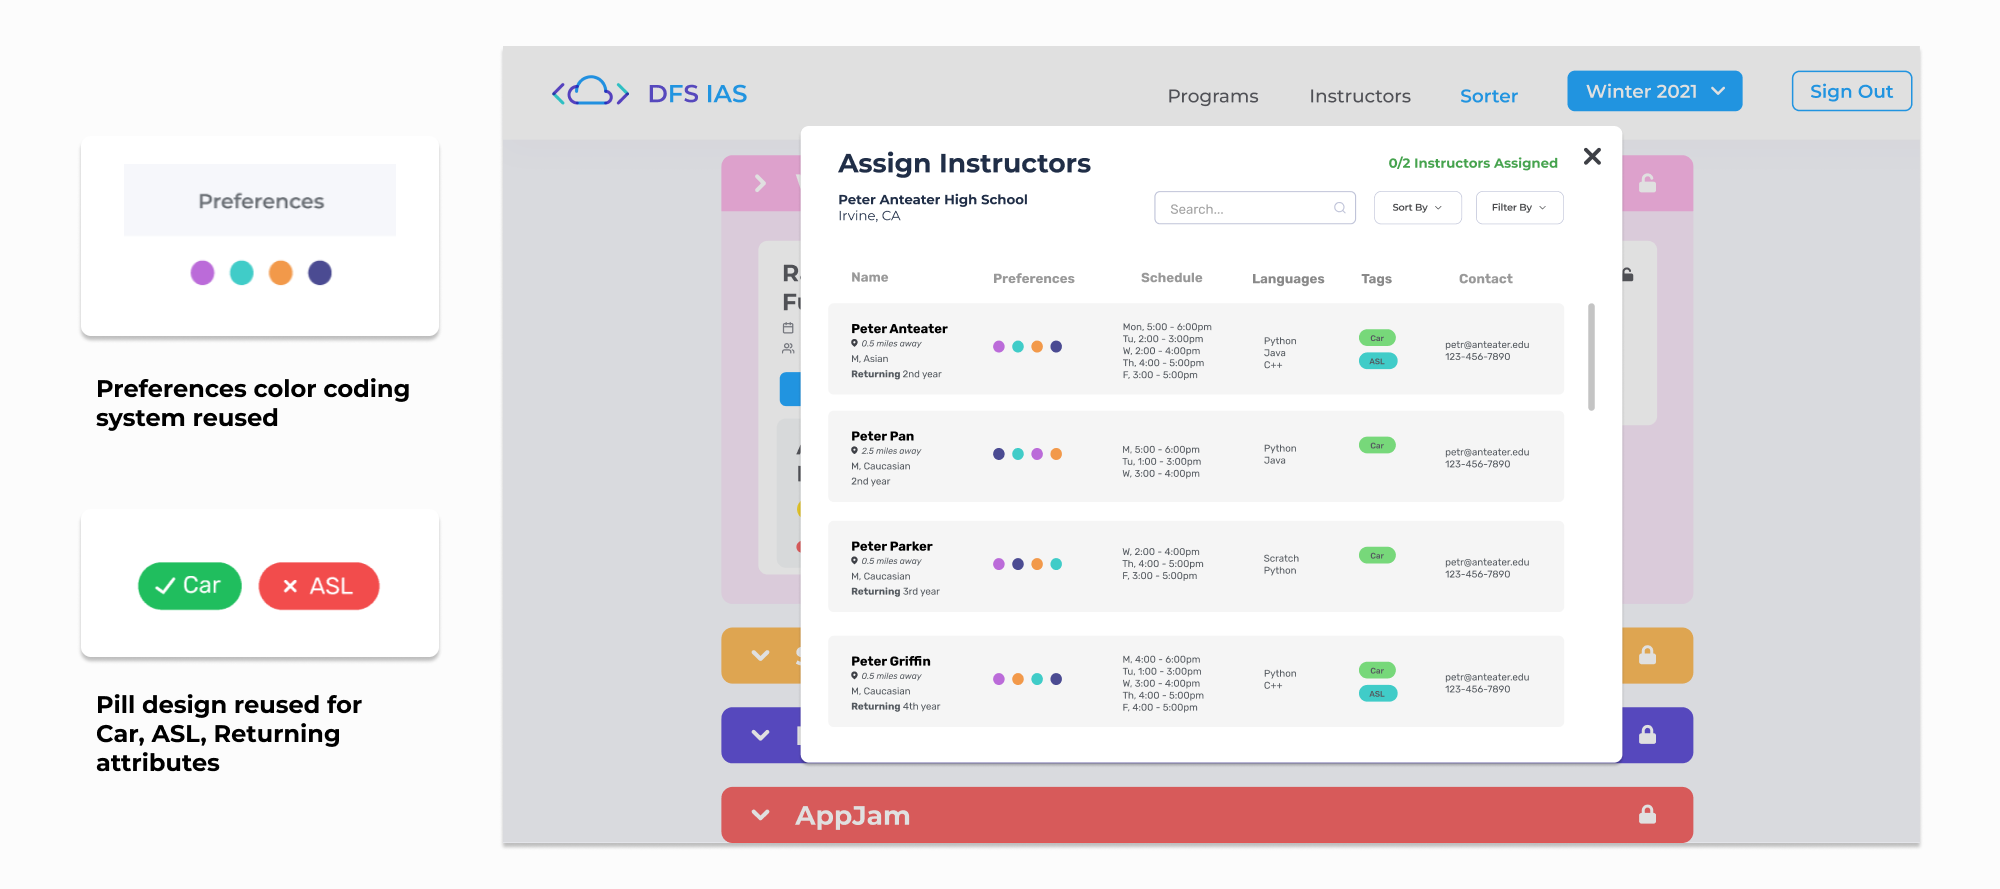 Preferences
Preferences color coding
system reused
Car
ASL
Pill design reused for
Car, ASL, Returning
attributes
DFS IAS
Programs
Instructors
Sorter
Winter 2021
Sign Out
Assign Instructors
0/2 Instructors Assigned
Peter Anteater High School
Irvine, CA
Search...
Sort By
Filter By
Name
Preferences
Schedule
Languages
Tags
Contact
Peter Anteater
0.5 miles away
M, Asian
Returning 2nd year
Mon, 5:00 - 6:00pm
Tu, 2:00 - 3:00pm
W, 2:00 - 4:00pm
Th, 4:00 - 5:00pm
F, 3:00 - 5:00pm
Python
Java
C++
Car
ASL
petr@anteater.edu
123-456-7890
Peter Pan
2.5 miles away
M, Caucasian
2nd year
M, 5:00 - 6:00pm
Tu, 1:00 - 3:00pm
W, 3:00 - 4:00pm
Python
Java
Car
petr@anteater.edu
123-456-7890
Peter Parker
0.5 miles away
M, Caucasian
Returning 3rd year
W, 2:00 - 4:00pm
Th, 4:00 - 5:00pm
F, 3:00 - 5:00pm
Scratch
Python
Car
petr@anteater.edu
123-456-7890
Peter Griffin
0.5 miles away
M, Caucasian
Returning 4th year
M, 4:00 - 6:00pm
Tu, 1:00 - 3:00pm
W, 3:00 - 4:00pm
Th, 4:00 - 5:00pm
F, 4:00 - 5:00pm
Python
C++
Car
ASL
petr@anteater.edu
123-456-7890
AppJam